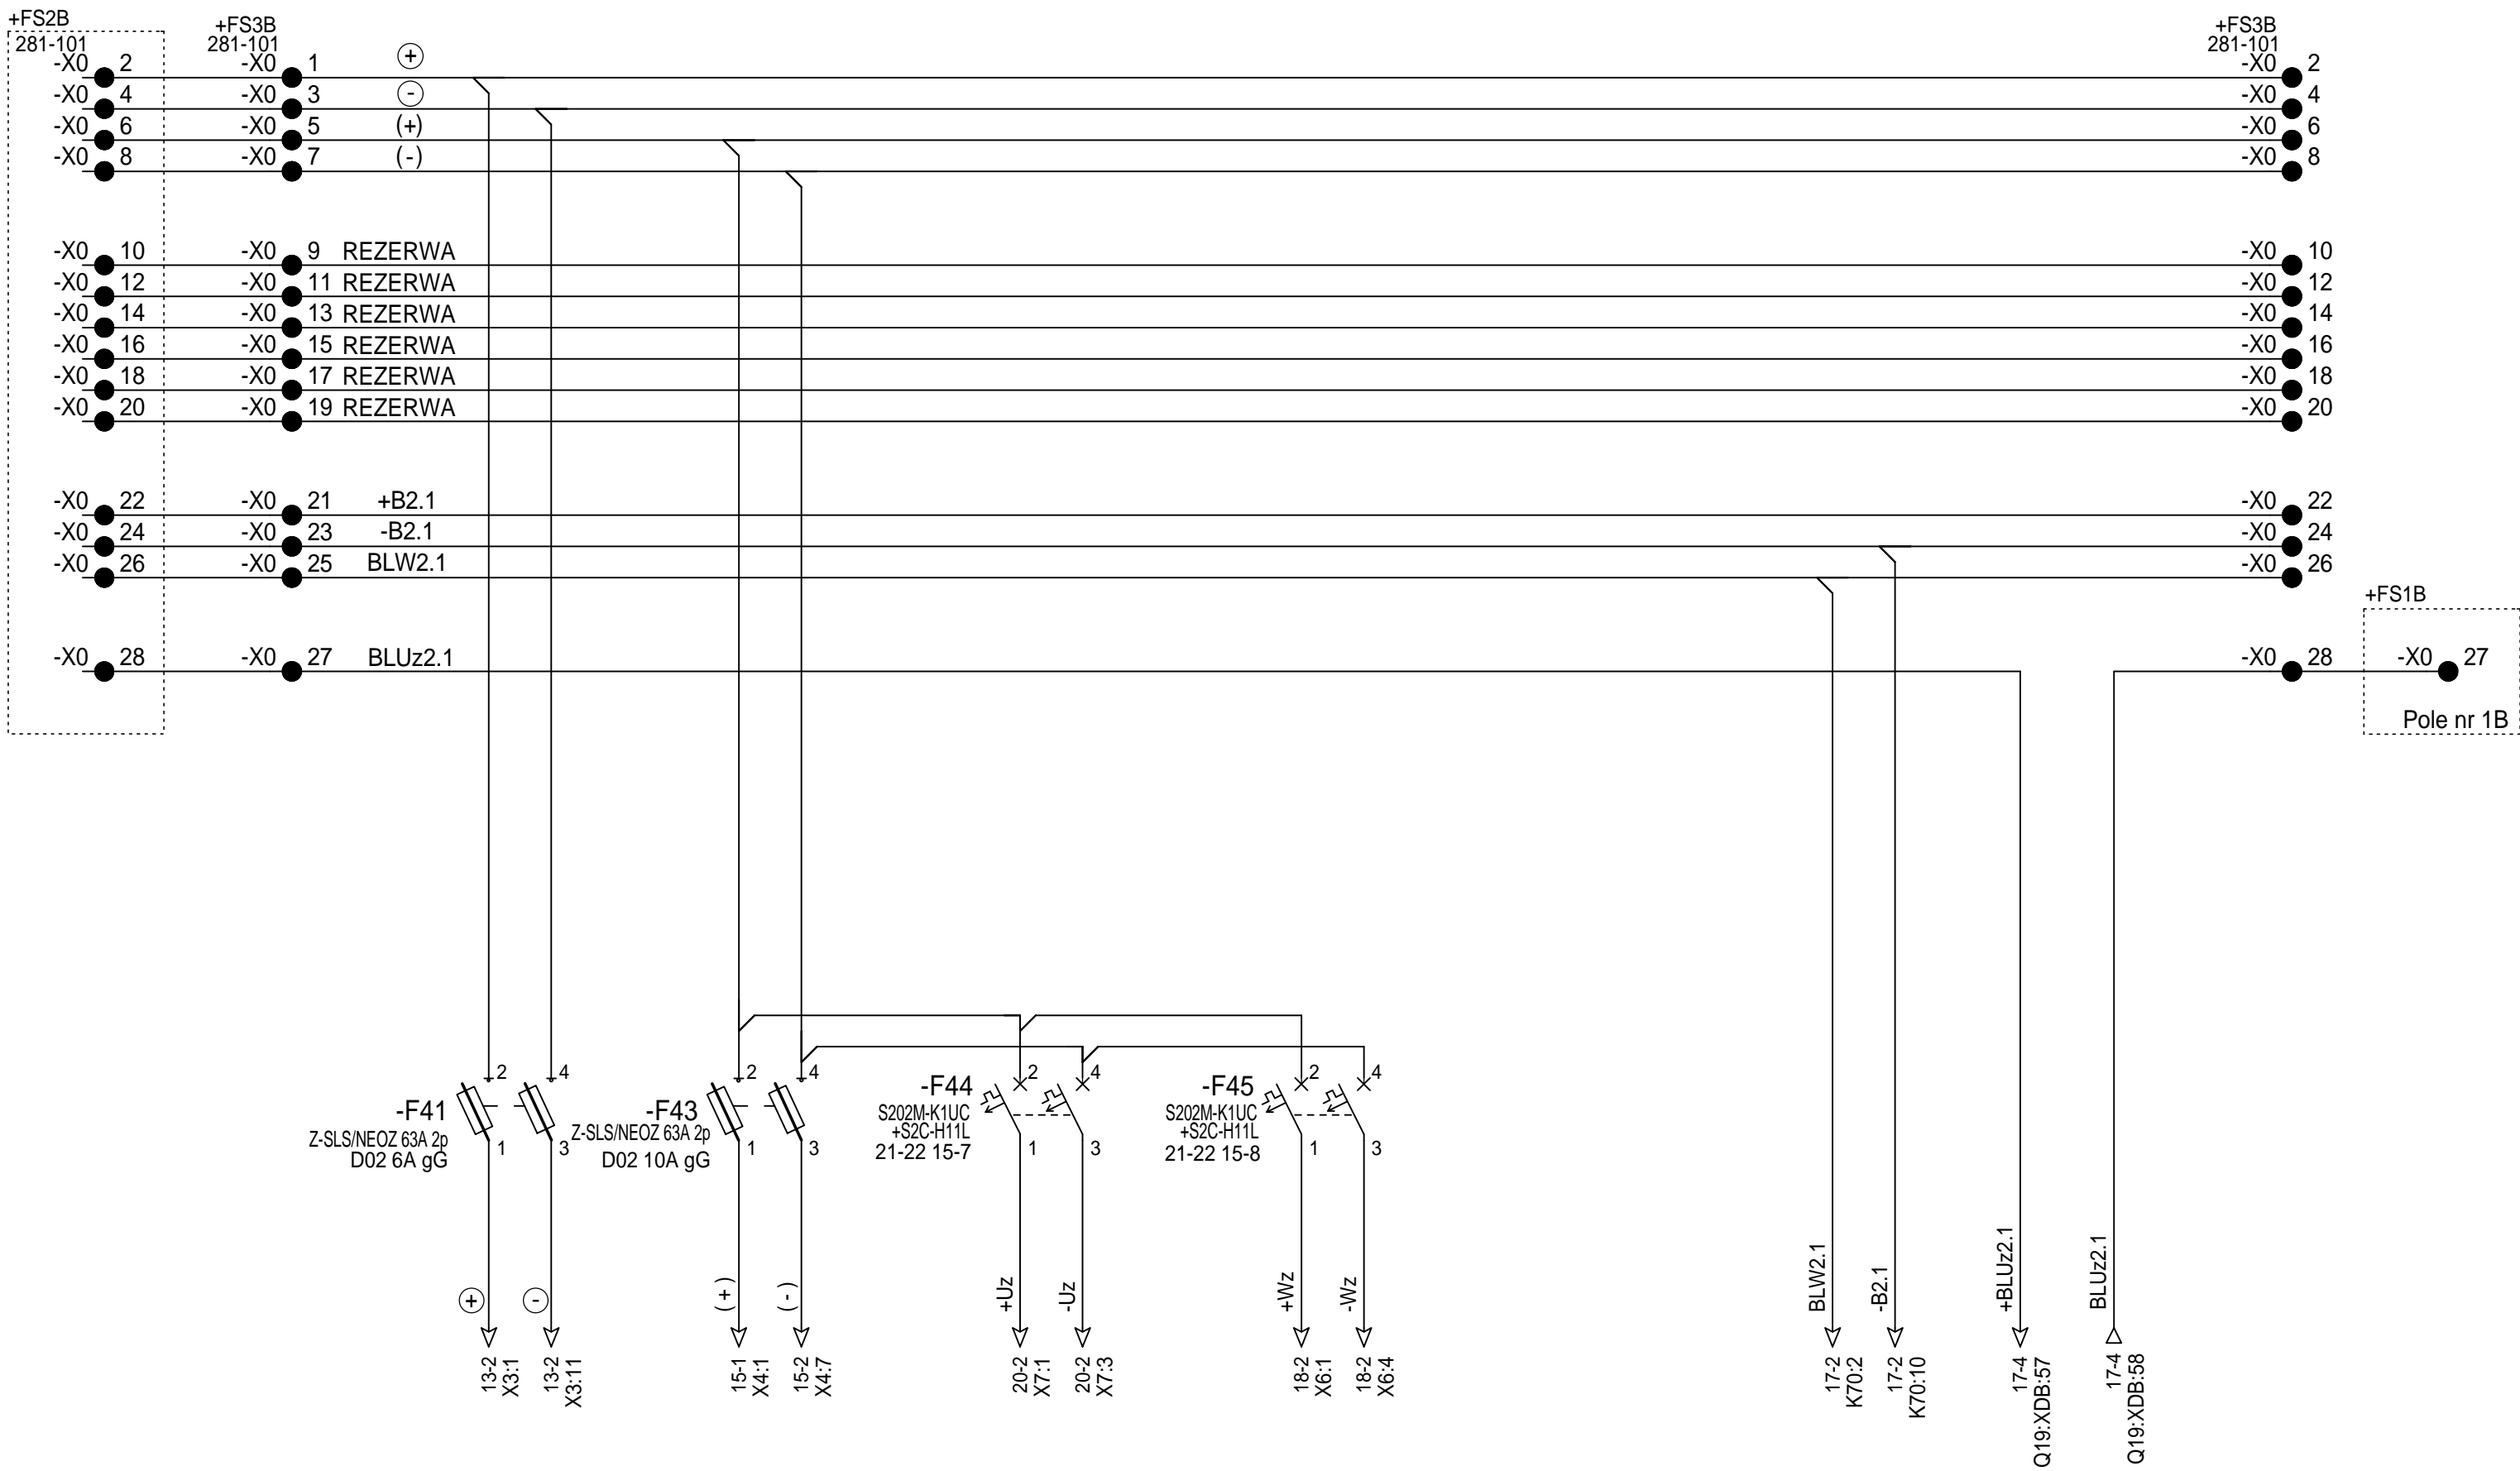 +FS2B
281-101
+FS3B
281-101
+FS3B
281-101
-X0 2 -X0 1 + -X0 2
-X0 4 -X0 3 - -X0 4
-X0 6 -X0 5 (+) -X0 6
-X0 8 -X0 7 (-) -X0 8
-X0 10 -X0 9 REZERWA -X0 10
-X0 12 -X0 11 REZERWA -X0 12
-X0 14 -X0 13 REZERWA -X0 14
-X0 16 -X0 15 REZERWA -X0 16
-X0 18 -X0 17 REZERWA -X0 18
-X0 20 -X0 19 REZERWA -X0 20
-X0 22 -X0 21 +B2.1 -X0 22
-X0 24 -X0 23 -B2.1 -X0 24
-X0 26 -X0 25 BLW2.1 -X0 26
+FS1B
-X0 28 -X0 27 BLUz2.1 -X0 28 -X0 27
Pole nr 1B
2 4
-F41
Z-SLS/NEOZ 63A 2p
D02 6A gG
1 3
2 4
-F43
Z-SLS/NEOZ 63A 2p
D02 10A gG
1 3
2 4
-F44
S202M-K1UC
+S2C-H11L
21-22 15-7
1 3
2 4
-F45
S202M-K1UC
+S2C-H11L
21-22 15-8
1 3
+
13-2
X3:1
-
13-2
X3:11
(+)
15-1
X4:1
(-)
15-2
X4:7
+Uz
20-2
X7:1
-Uz
20-2
X7:3
+Wz
18-2
X6:1
-Wz
18-2
X6:4
BLW2.1
17-2
K70:2
-B2.1
17-2
K70:10
+BLUz2.1
17-4
Q19:XDB:57
BLUz2.1
17-4
Q19:XDB:58